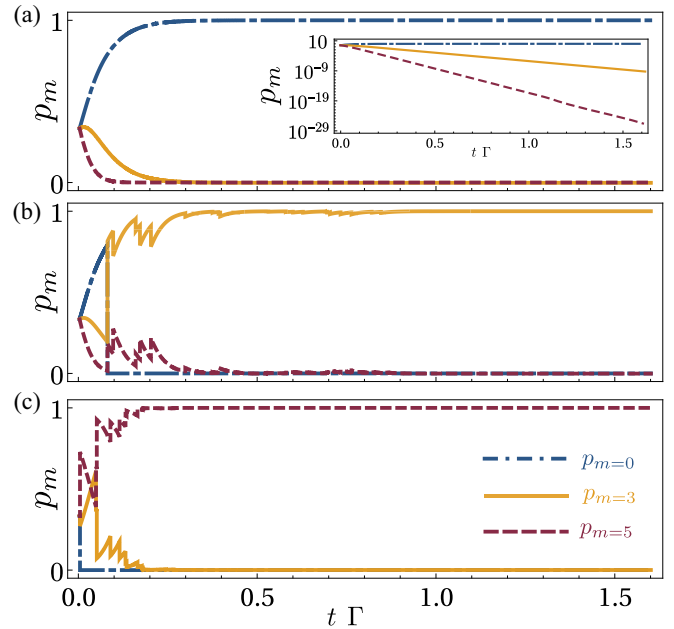 (a)
1
p_m
0
10
10^-9
10^-19
10^-29
p_m
0.0 0.5 1.0 1.5
t Γ
(b)
1
p_m
0
(c)
1
p_m
0
p_{m=0}
p_{m=3}
p_{m=5}
0.0 0.5 1.0 1.5
t Γ